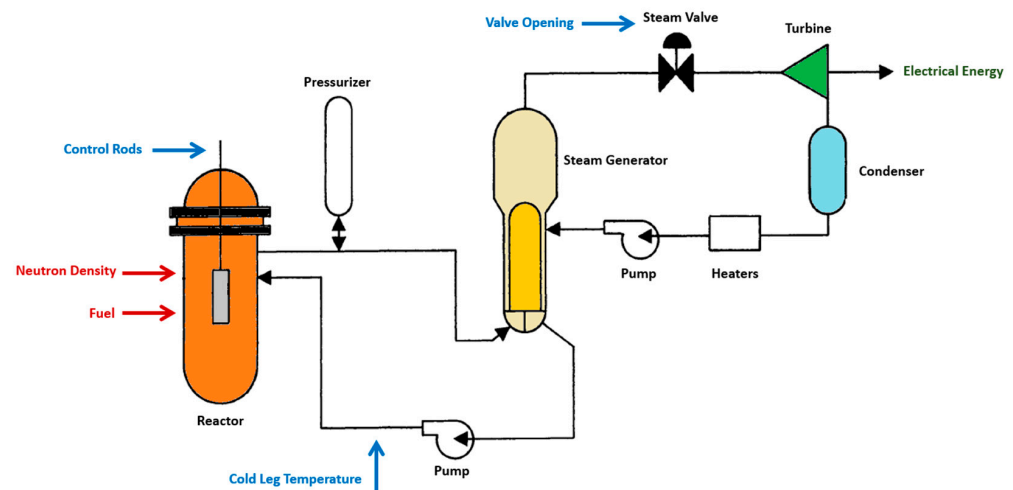 Steam Valve
Valve Opening
Turbine
Electrical Energy
Pressurizer
Control Rods
Steam Generator
Condenser
Neutron Density
Pump
Heaters
Fuel
Reactor
Pump
Cold Leg Temperature